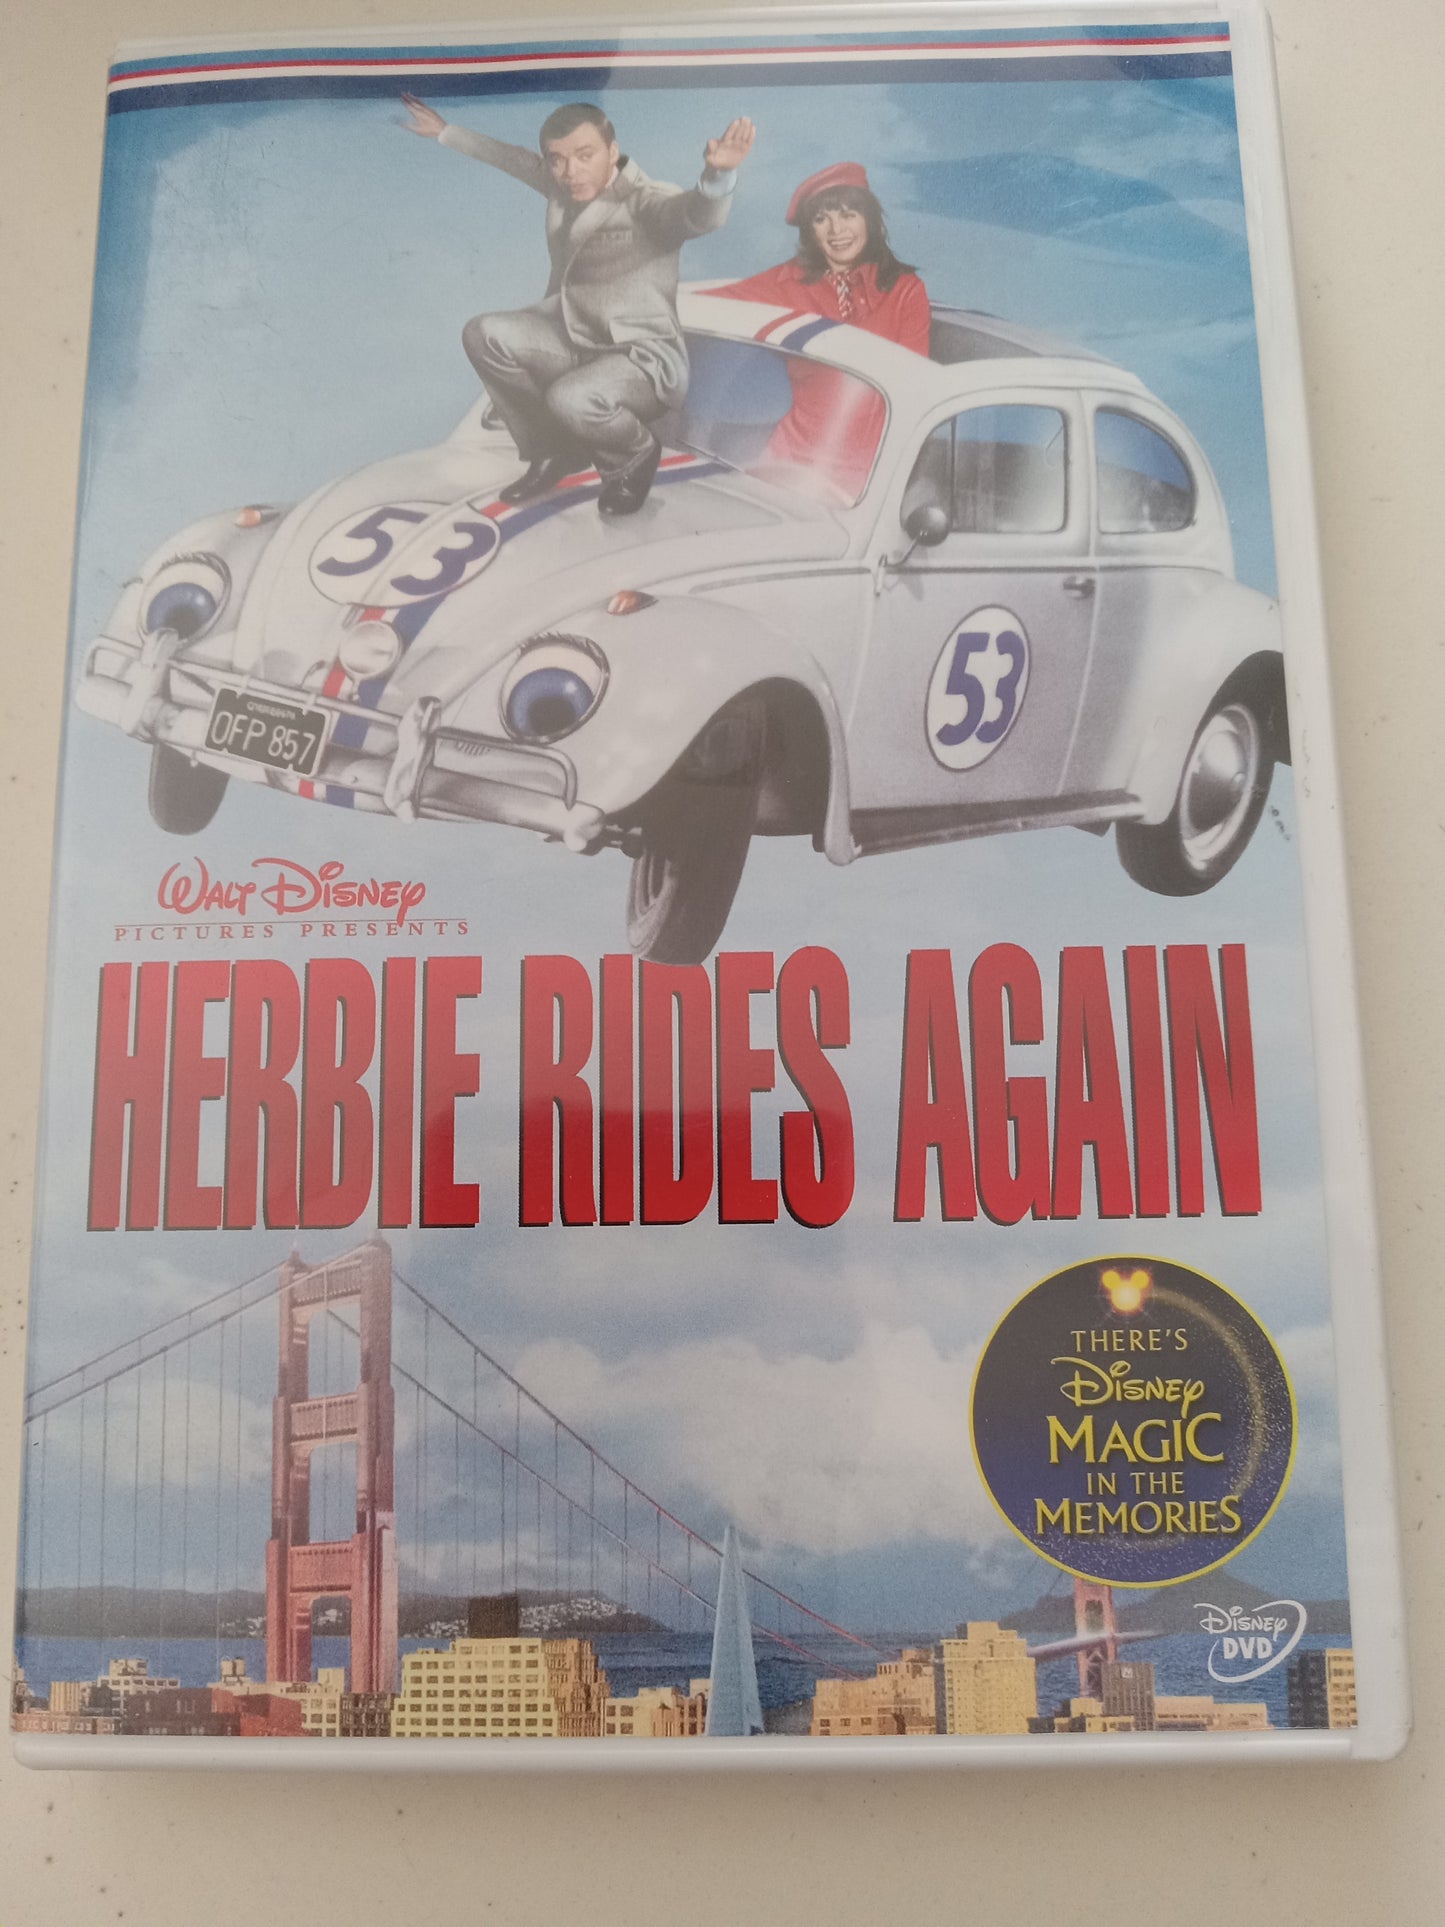 53
53
CALIFORNIA
OFP 857
WALT DISNEY
PICTURES PRESENTS
HERBIE RIDES AGAIN
THERE'S
DISNEY
MAGIC
IN THE
MEMORIES
DISNEY
DVD